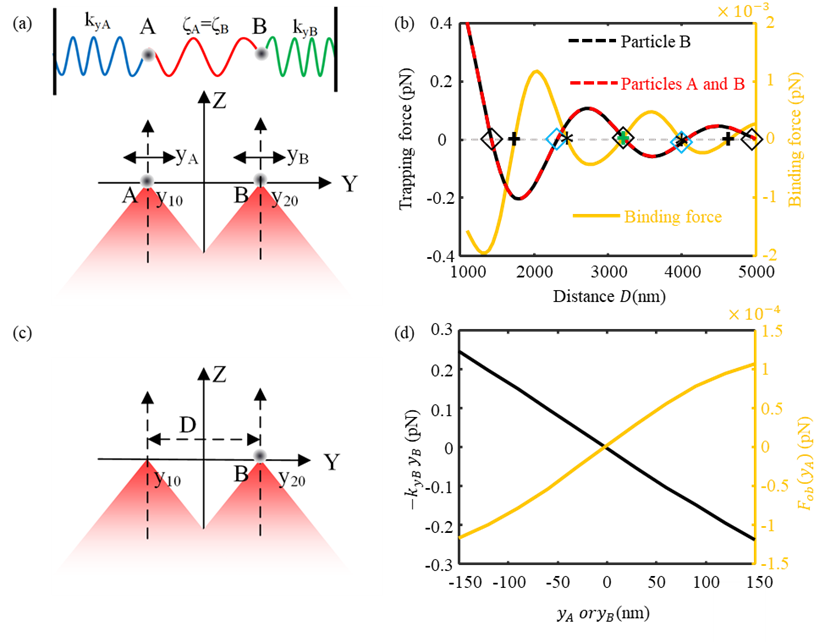 (a)
k_yA A ζ_A=ζ_B B k_yB
Z
y_A y_B
Y
A y_10 B y_20
(b)
×10⁻³
0.4 2
Particle B
Particles A and B
0.2 1
0 0
-0.2 -1
Binding force
-0.4 -2
1000 2000 3000 4000 5000
Distance D(nm)
Trapping force (pN)
Binding force (pN)
(c)
Z
D
Y
y_10 B y_20
(d)
×10⁻⁴
0.3 1.5
0.2 1
0.1 0.5
0 0
-0.1 -0.5
-0.2 -1
-0.3 -1.5
-150 -100 -50 0 50 100 150
y_A or y_B(nm)
−k_yB y_B (pN)
F_ob(y_A) (pN)